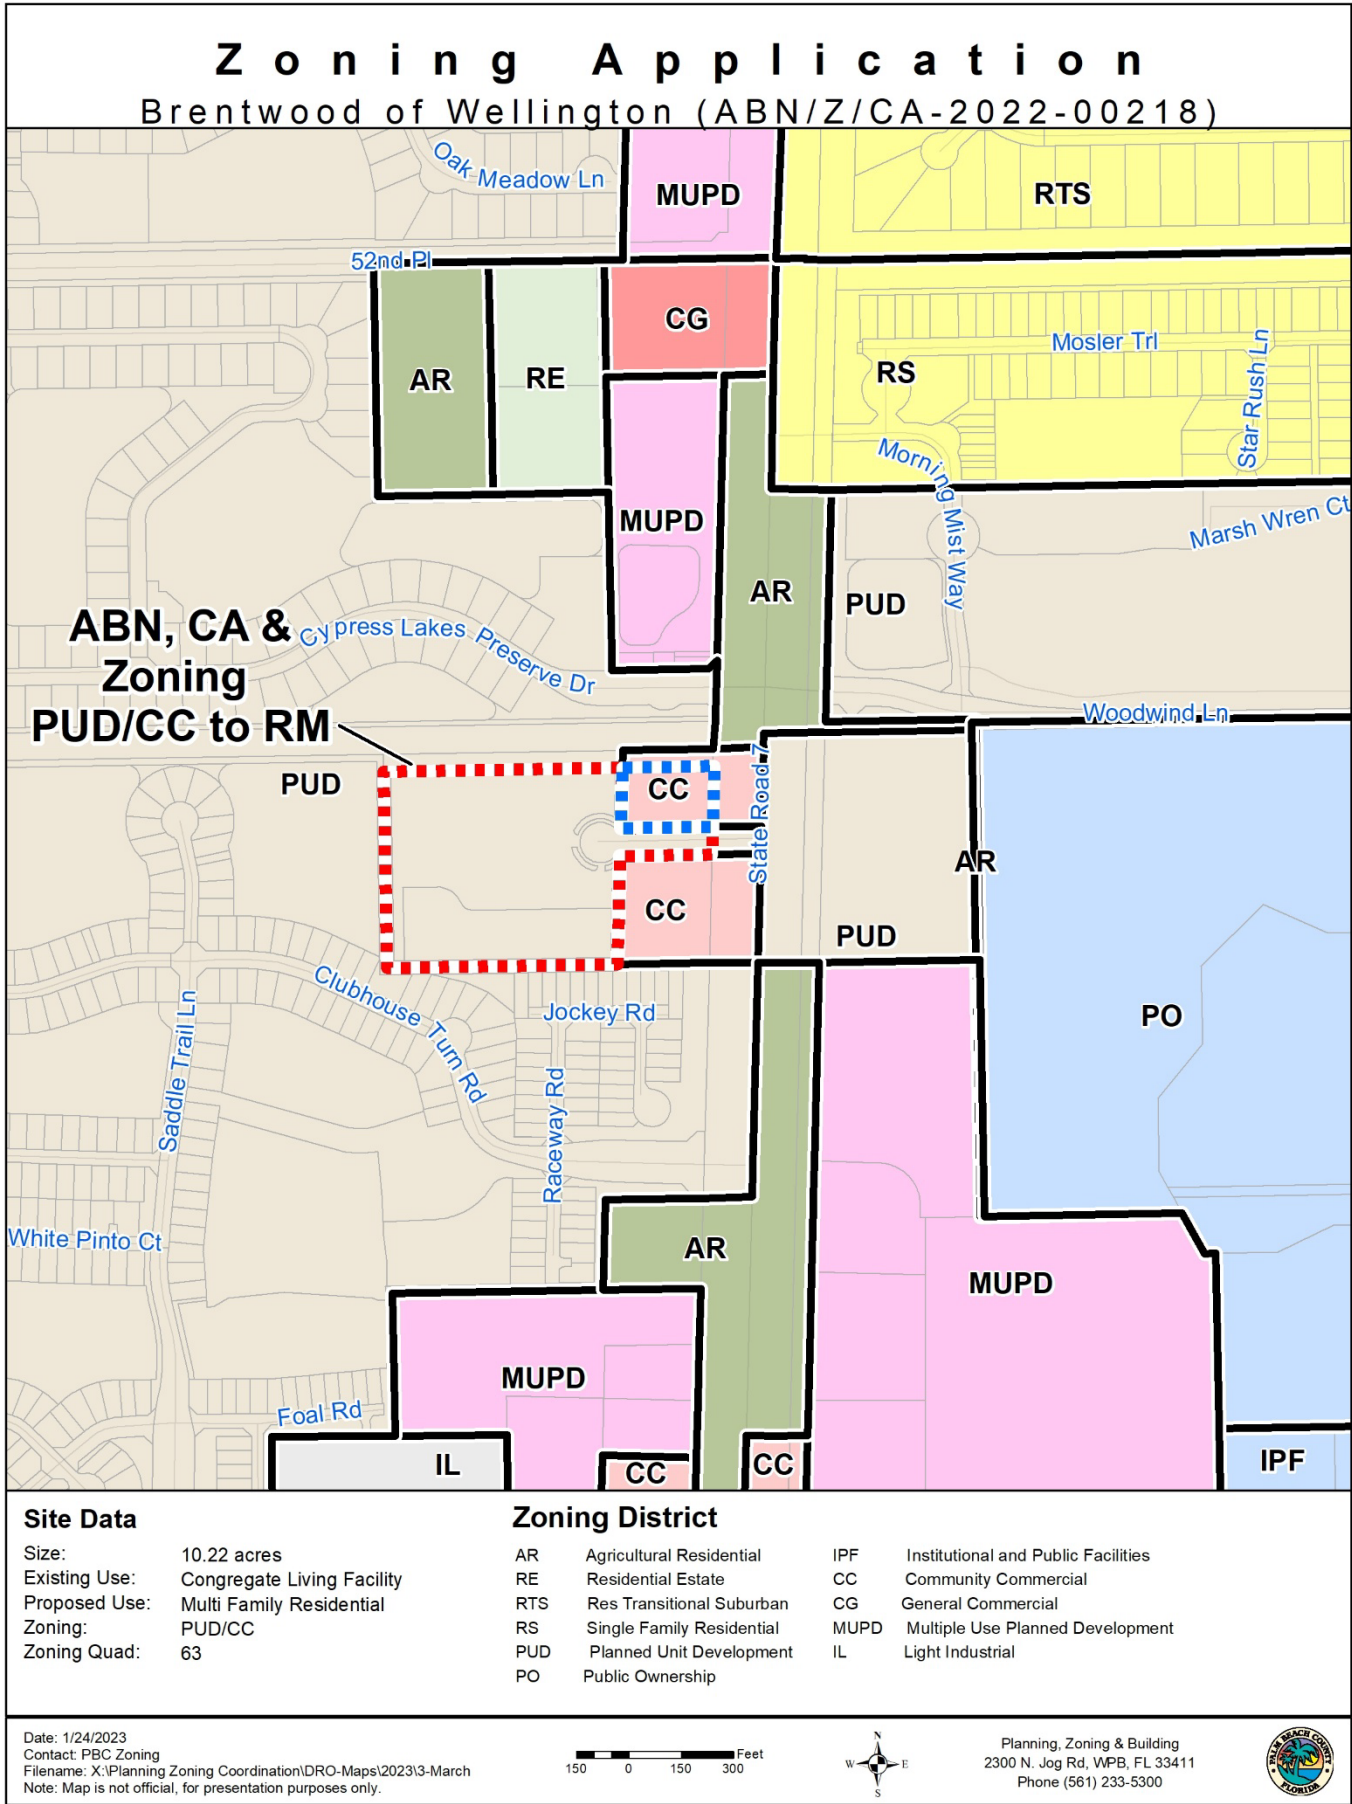 Zoning Application
Brentwood of Wellington (ABN/Z/CA-2022-00218)
Oak Meadow Ln
MUPD
RTS
52nd Pl
CG
AR
RE
RS
Mosler Trl
Star Rush Ln
Morning Mist Way
MUPD
Marsh Wren Ct
AR
PUD
ABN, CA &
Zoning
PUD/CC to RM
Cypress Lakes Preserve Dr
Woodwind Ln
PUD
CC
State Road 7
AR
CC
PUD
Clubhouse Turn Rd
Jockey Rd
PO
Saddle Trail Ln
Raceway Rd
White Pinto Ct
AR
MUPD
MUPD
Foal Rd
IL
CC
CC
IPF
Site Data
Size: 10.22 acres
Existing Use: Congregate Living Facility
Proposed Use: Multi Family Residential
Zoning: PUD/CC
Zoning Quad: 63
Zoning District
AR Agricultural Residential
RE Residential Estate
RTS Res Transitional Suburban
RS Single Family Residential
PUD Planned Unit Development
PO Public Ownership
IPF Institutional and Public Facilities
CC Community Commercial
CG General Commercial
MUPD Multiple Use Planned Development
IL Light Industrial
Date: 1/24/2023
Contact: PBC Zoning
Filename: X:\Planning Zoning Coordination\DRO-Maps\2023\3-March
Note: Map is not official, for presentation purposes only.
Feet
150 0 150 300
N
W E
S
Planning, Zoning & Building
2300 N. Jog Rd, WPB, FL 33411
Phone (561) 233-5300
PALM BEACH COUNTY
FLORIDA